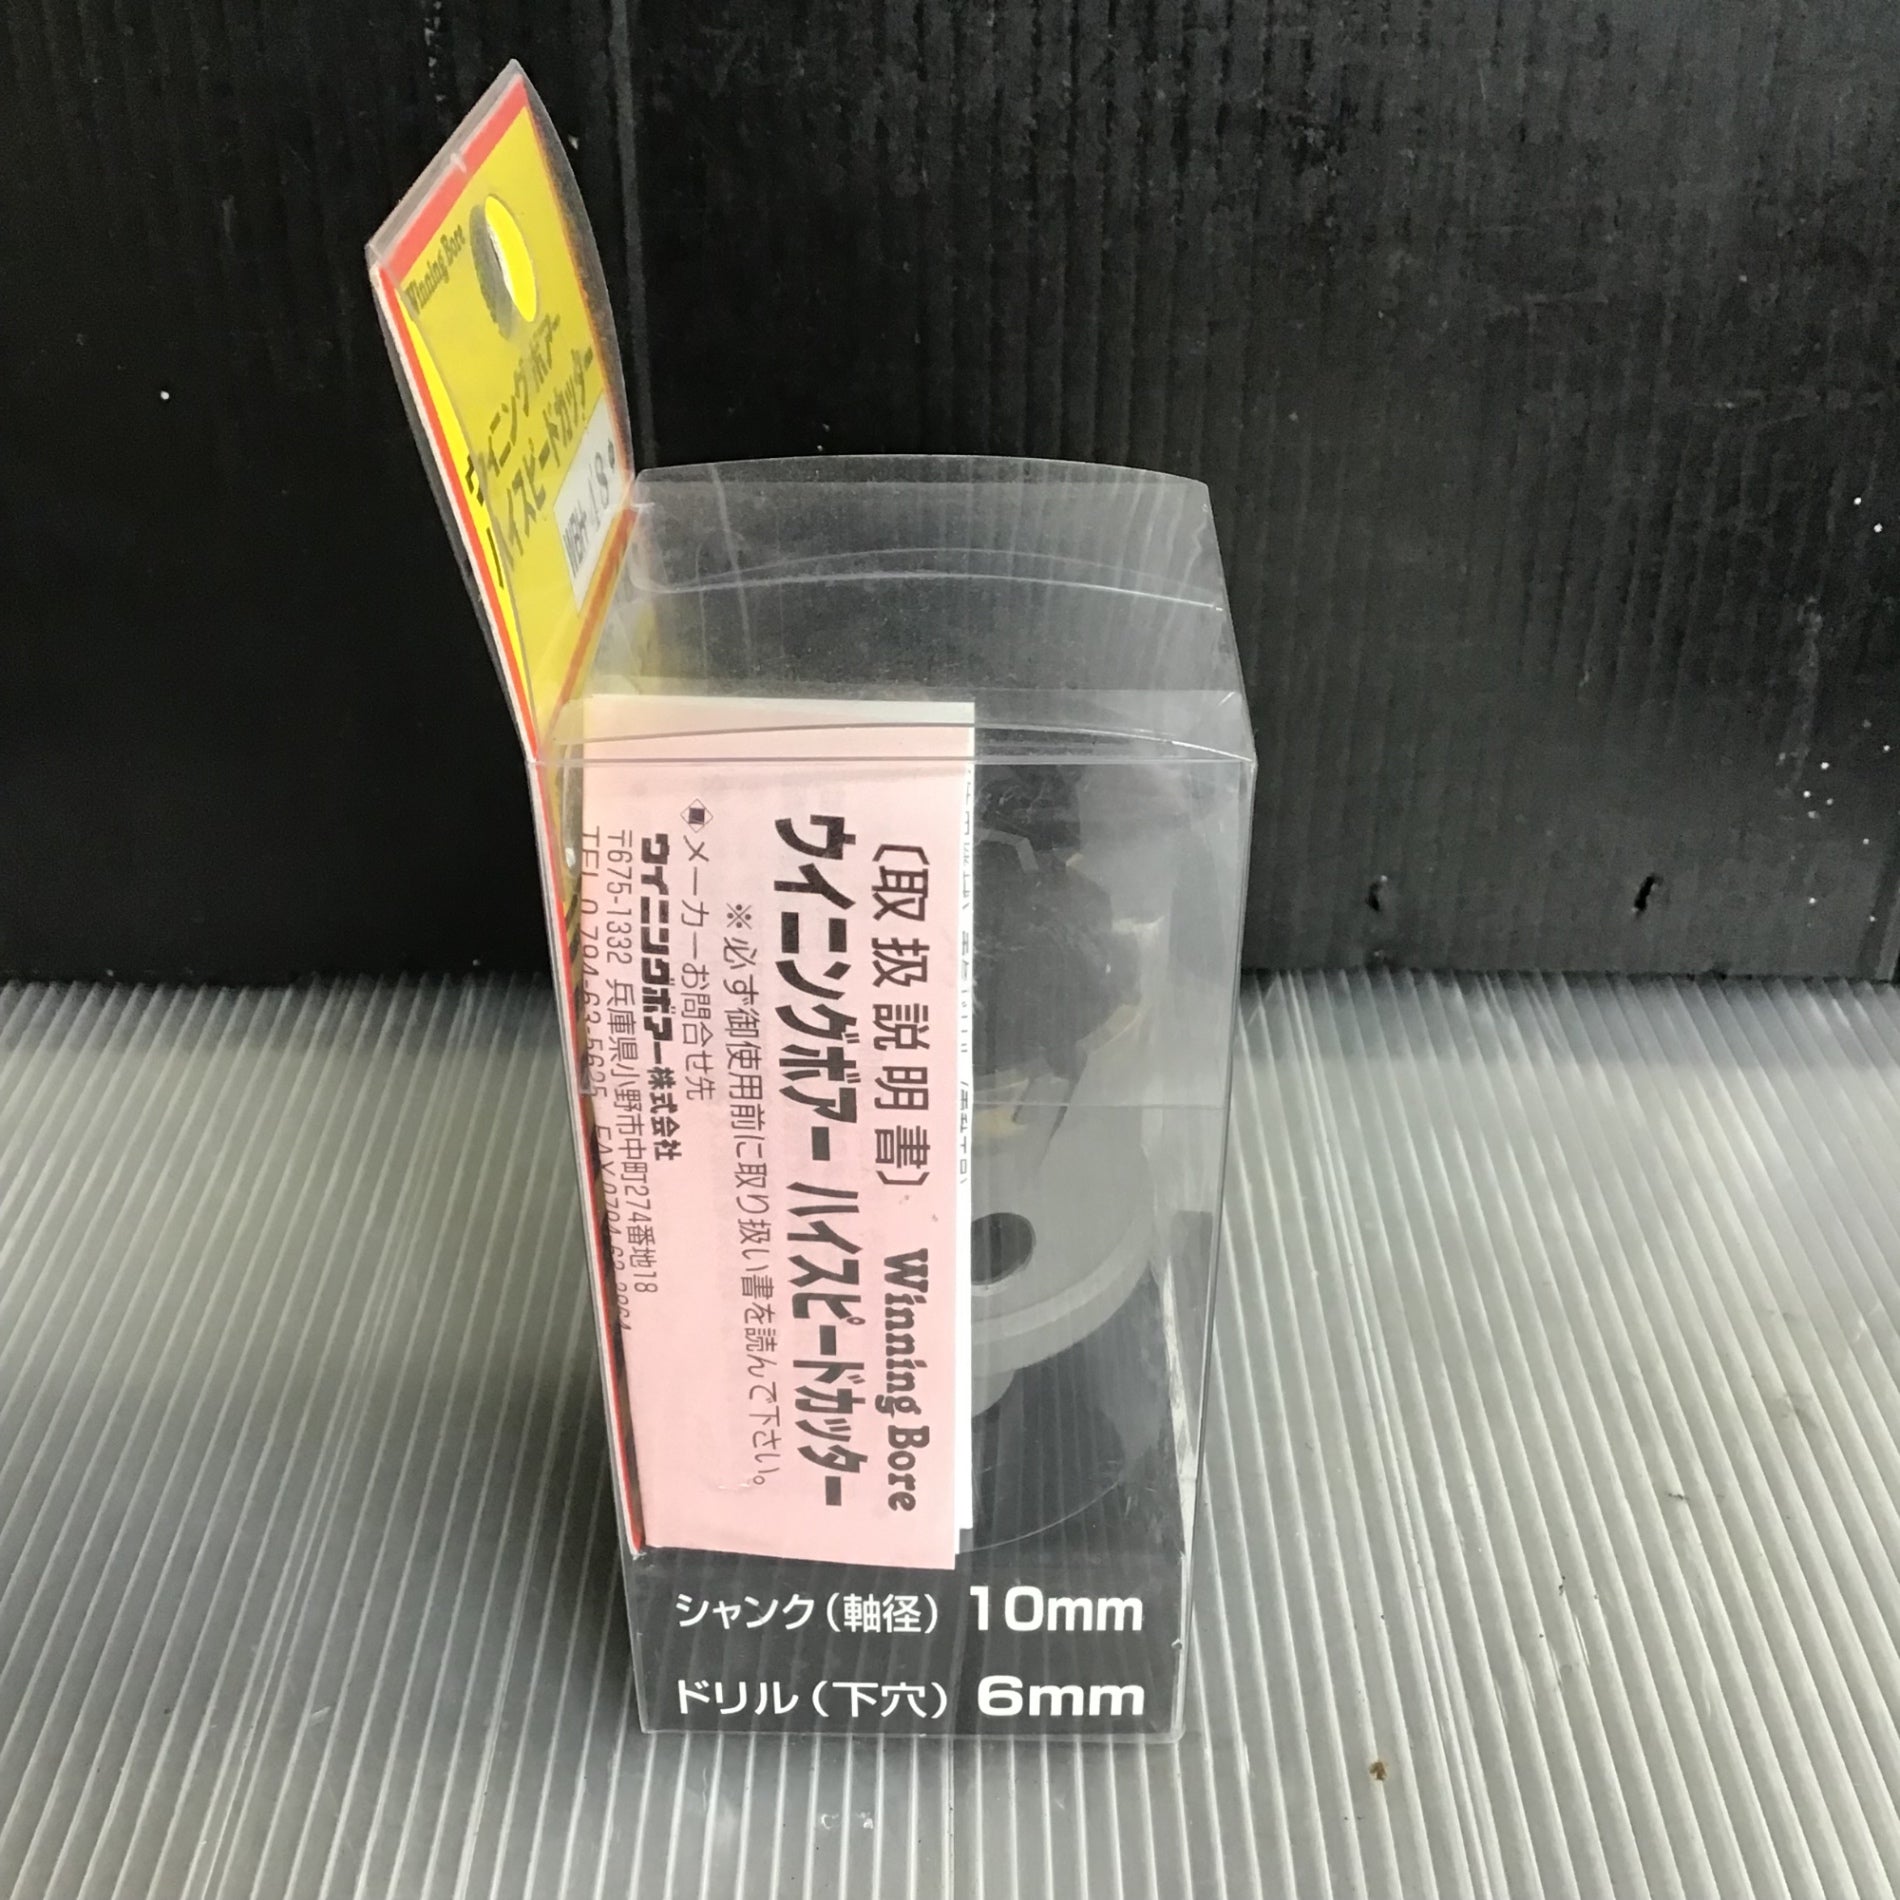 Winning Bore
ウイニングボアー
ハイスピードカッター
WBH
〔取扱説明書〕 Winning Bore
ウイニングボアー ハイスピードカッター
※必ず御使用前に取り扱い書を読んで下さい。
メーカーお問合せ先
ウイニングボアー株式会社
〒675-1332 兵庫県小野市中町274番地18
TEL 0794-63-5625 FAX
シャンク(軸径) 10mm
ドリル(下穴) 6mm